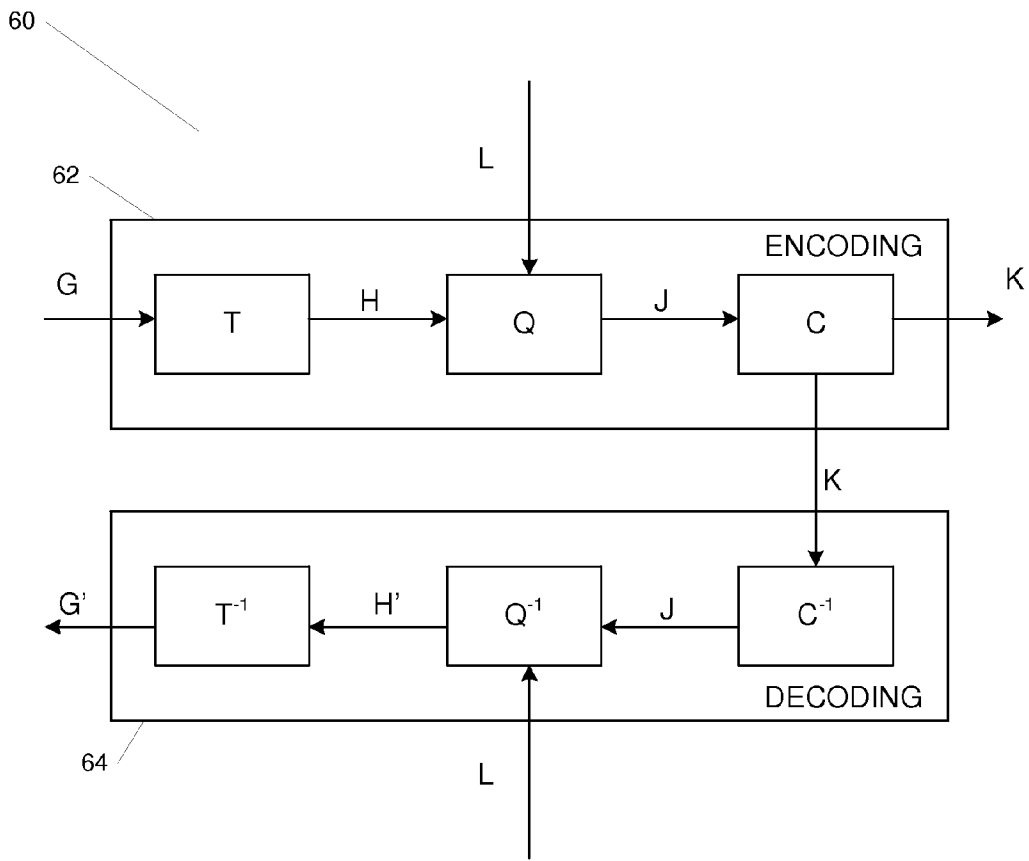 60
L
62
ENCODING
G
T
H
Q
J
C
K
K
G'
T⁻¹
H'
Q⁻¹
J
C⁻¹
DECODING
64
L